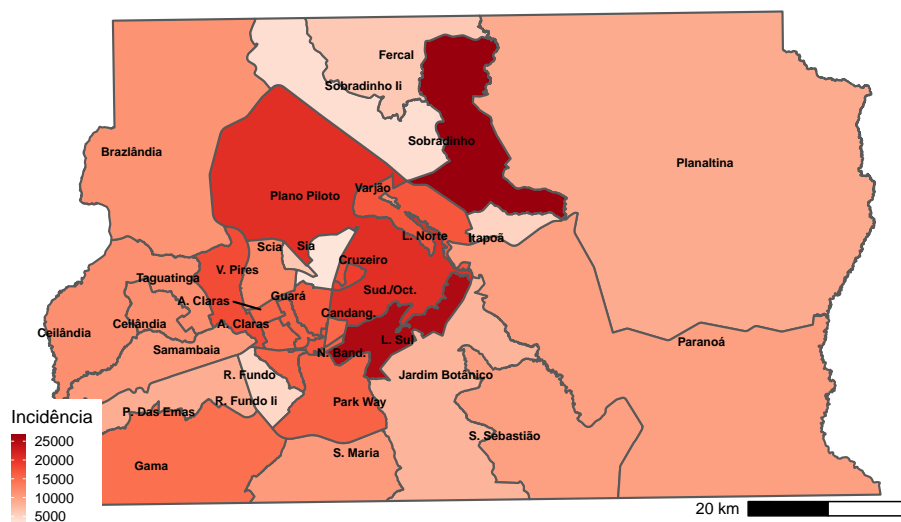 Fercal
Sobradinho Ii
Sobradinho
Brazlândia
Planaltina
Varjão
Plano Piloto
L. Norte
Itapoã
Scia
Sia
Cruzeiro
V. Pires
Taguatinga
Sud./Oct.
A. Claras
Guará
Candang.
Ceilândia
Ceilândia
A. Claras
L. Sul
Paranoá
Samambaia
N. Band.
R. Fundo
Jardim Botânico
R. Fundo Ii
Park Way
P. Das Emas
S. Sebastião
S. Maria
Gama
Incidência
25000
20000
15000
10000
5000
20 km